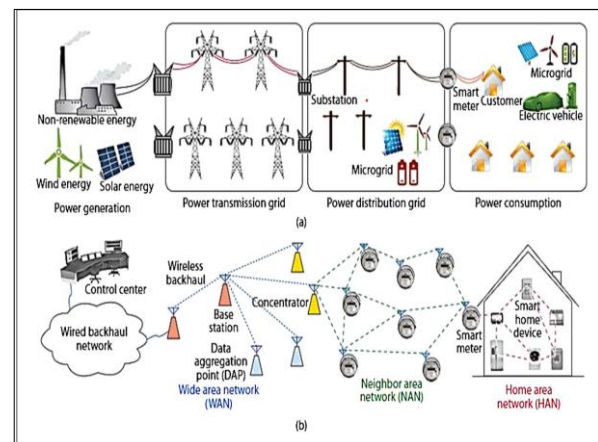 Non-renewable energy
Wind energy
Solar energy
Power generation
Power transmission grid
Substation
Microgrid
Power distribution grid
Smart
meter
Customer
Microgrid
Electric vehicle
Power consumption
(a)
Control center
Wired backhaul
network
Wireless
backhaul
Base
station
Concentrator
Data
aggregation
point (DAP)
Wide area network
(WAN)
Neighbor area
network (NAN)
Smart
meter
Smart
home
device
Home area
network (HAN)
(b)